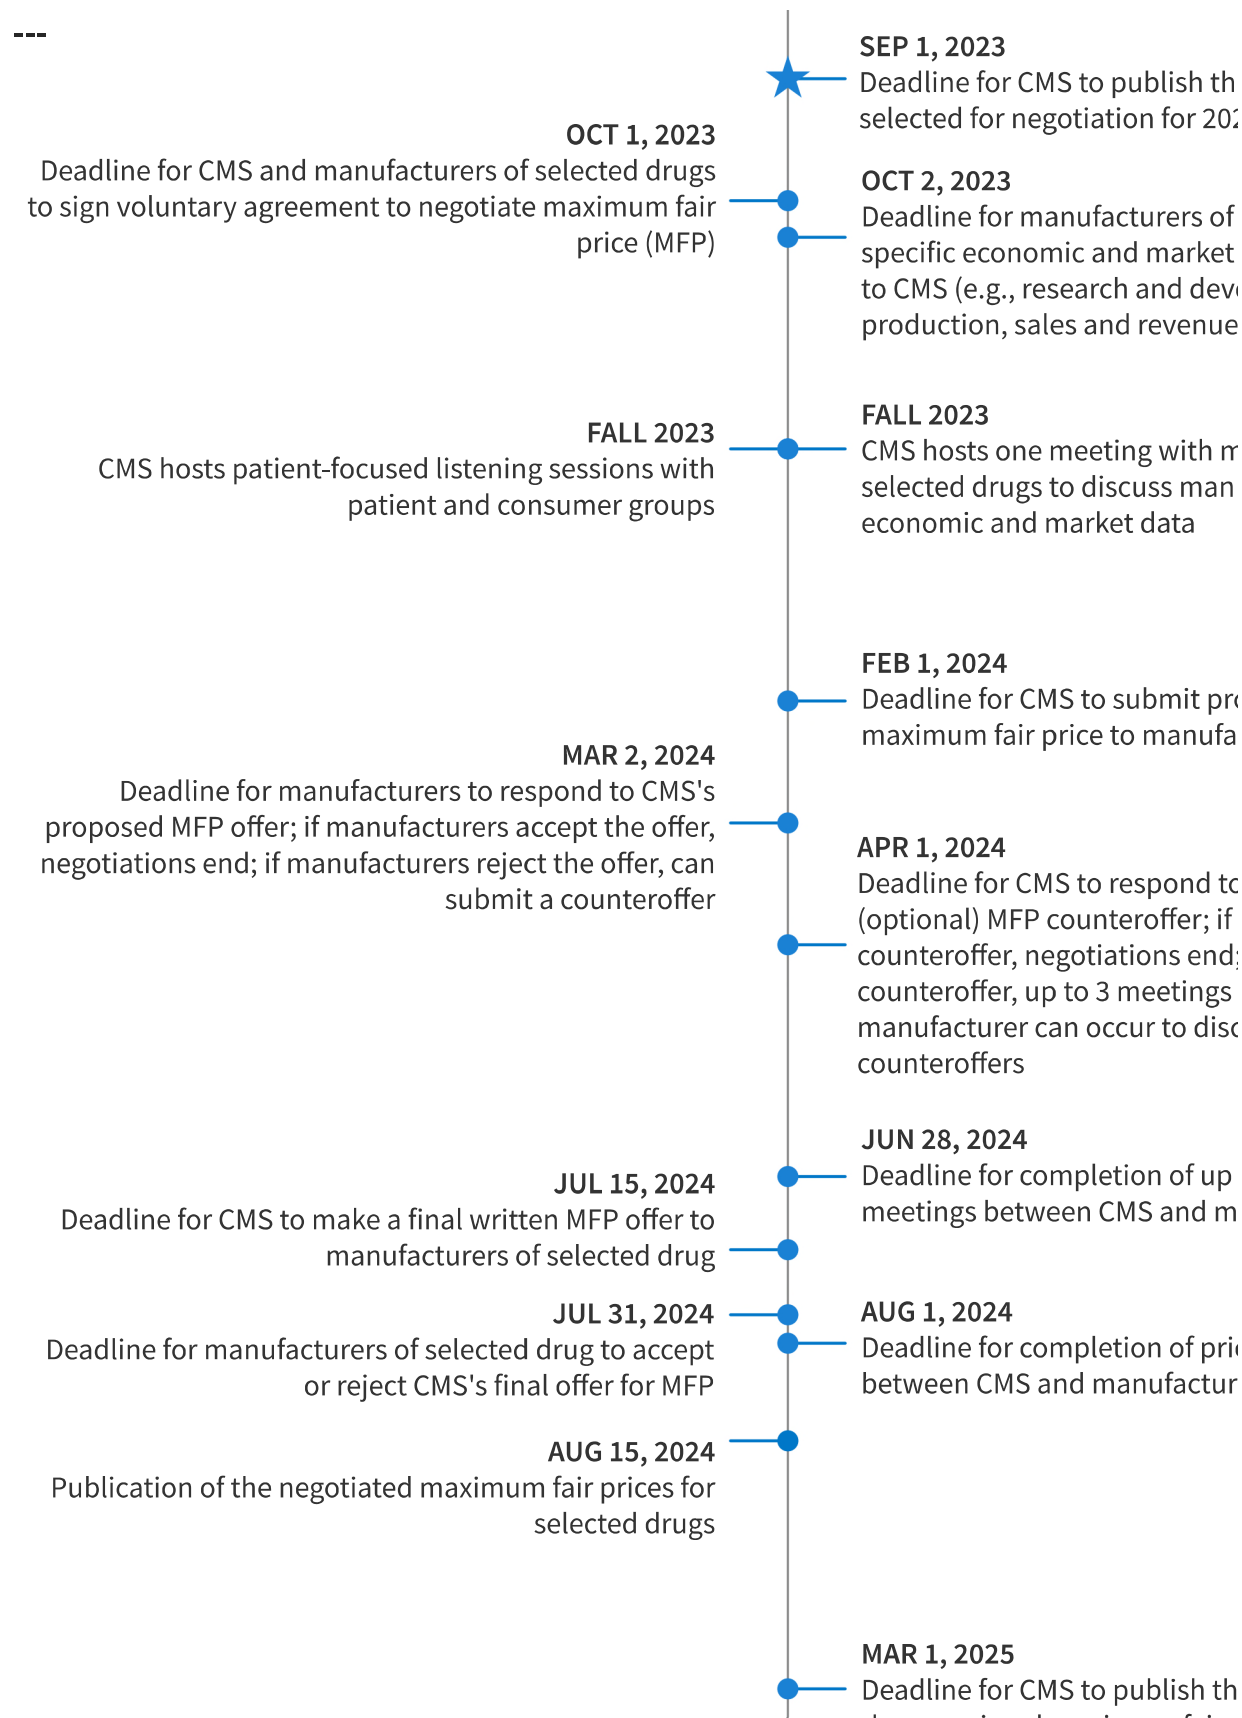 ---
SEP 1, 2023
Deadline for CMS to publish
selected for negotiation for
OCT 1, 2023
Deadline for CMS and manufacturers of selected drugs
to sign voluntary agreement to negotiate maximum fair
price (MFP)
OCT 2, 2023
Deadline for manufacturers of
specific economic and market
to CMS (e.g., research and
production, sales and revenue
FALL 2023
CMS hosts patient-focused listening sessions with
patient and consumer groups
FALL 2023
CMS hosts one meeting with
selected drugs to discuss man
economic and market data
FEB 1, 2024
Deadline for CMS to submit
maximum fair price to
MAR 2, 2024
Deadline for manufacturers to respond to CMS's
proposed MFP offer; if manufacturers accept the offer,
negotiations end; if manufacturers reject the offer, can
submit a counteroffer
APR 1, 2024
Deadline for CMS to respond to
(optional) MFP counteroffer; if
counteroffer, negotiations end;
counteroffer, up to 3 meetings
manufacturer can occur to
counteroffers
JUN 28, 2024
Deadline for completion of up
meetings between CMS and
JUL 15, 2024
Deadline for CMS to make a final written MFP offer to
manufacturers of selected drug
JUL 31, 2024
Deadline for manufacturers of selected drug to accept
or reject CMS's final offer for MFP
AUG 1, 2024
Deadline for completion of
between CMS and
AUG 15, 2024
Publication of the negotiated maximum fair prices for
selected drugs
MAR 1, 2025
Deadline for CMS to publish